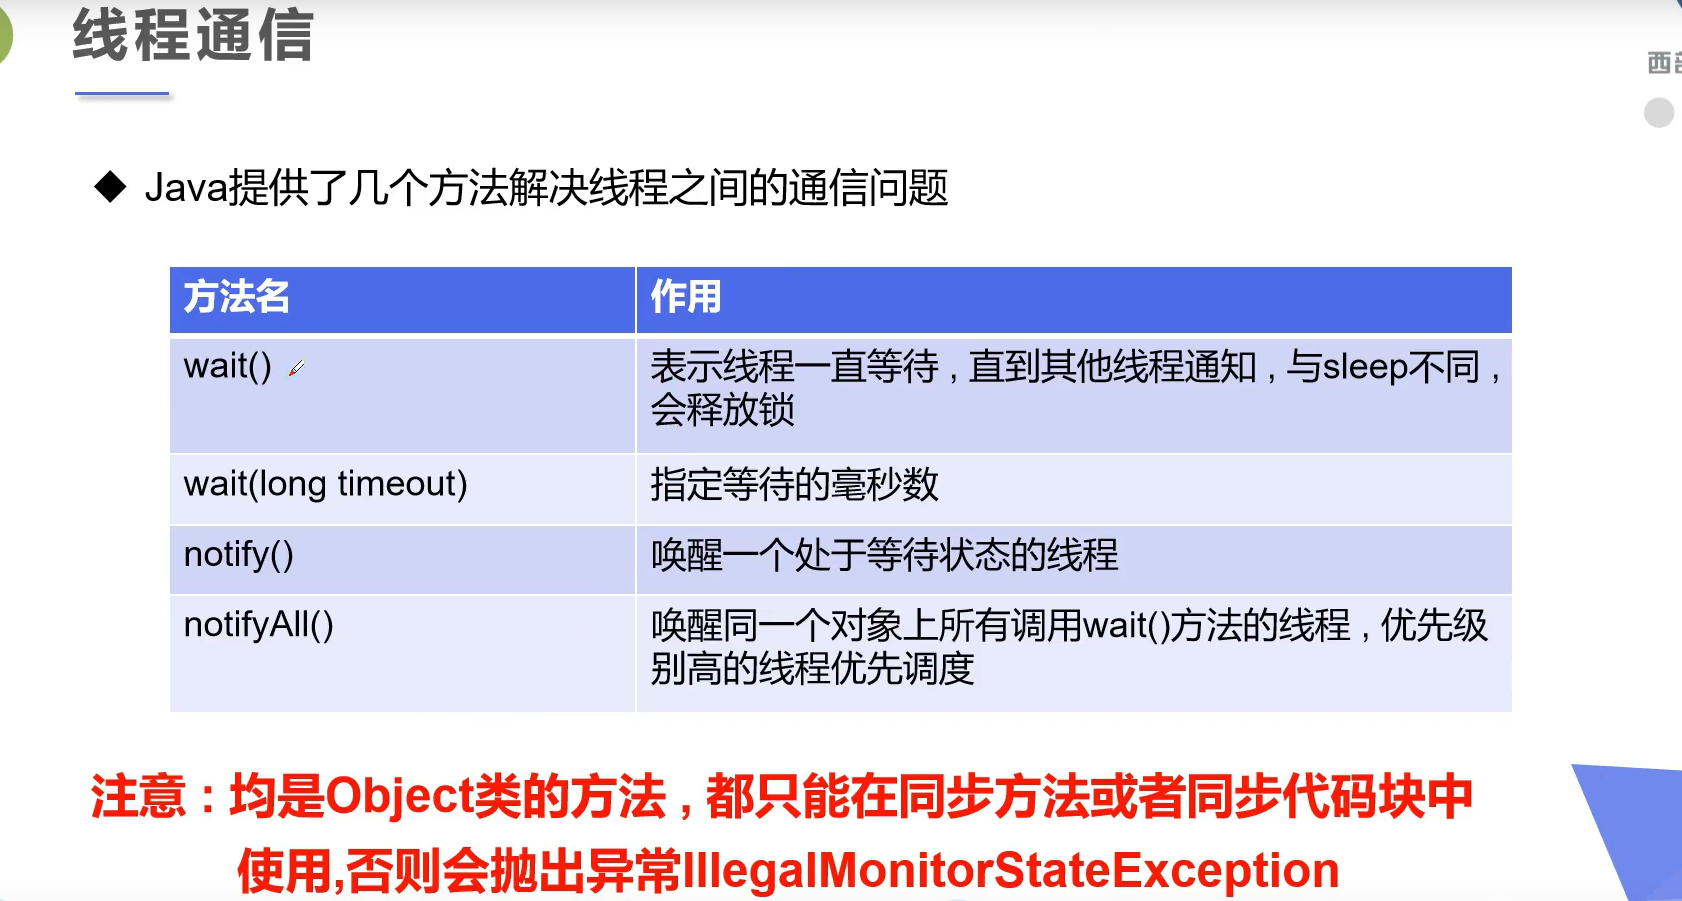 线程通信
西
Java提供了几个方法解决线程之间的通信问题
方法名 作用
wait() 表示线程一直等待,直到其他线程通知,与sleep不同,
会释放锁
wait(long timeout) 指定等待的毫秒数
notify() 唤醒一个处于等待状态的线程
notifyAll() 唤醒同一个对象上所有调用wait()方法的线程,优先级
别高的线程优先调度
注意:均是Object类的方法,都只能在同步方法或者同步代码块中
使用,否则会抛出异常IllegalMonitorStateException